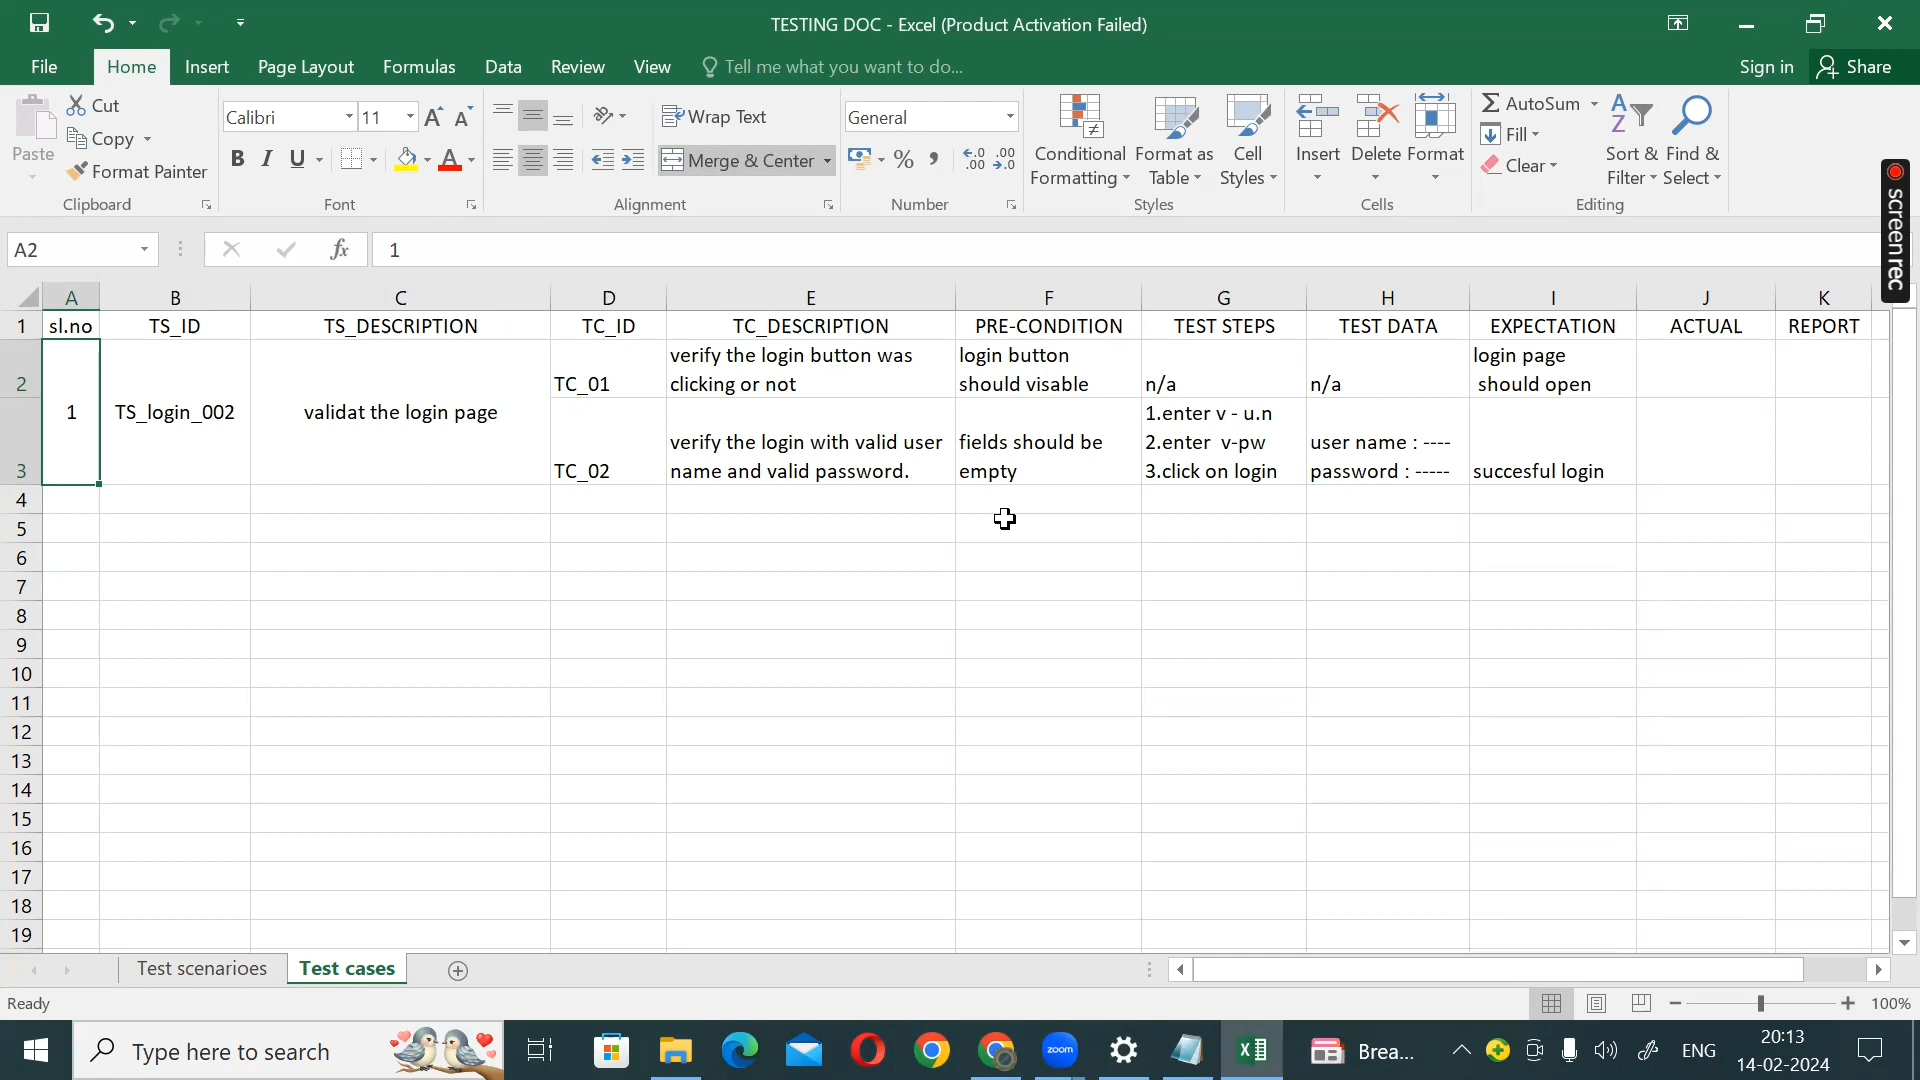 TESTING DOC - Excel (Product Activation Failed)
File Home Insert Page Layout Formulas Data Review View Tell me what you want to do... Sign in Share
Paste Cut Copy Format Painter Clipboard
Calibri 11 A A B I U A Font
Wrap Text Merge & Center Alignment
General % , .0 .00 .00 .0 Number
Conditional Formatting Format as Table Cell Styles Styles
Insert Delete Format Cells
AutoSum Fill Clear Sort & Filter Find & Select Editing
screenrec
A2 fx 1
A B C D E F G H I J K
1 sl.no TS_ID TS_DESCRIPTION TC_ID TC_DESCRIPTION PRE-CONDITION TEST STEPS TEST DATA EXPECTATION ACTUAL REPORT
verify the login button was login button login page
2 TC_01 clicking or not should visable n/a n/a should open
1 TS_login_002 validat the login page 1.enter v - u.n
verify the login with valid user fields should be 2.enter v-pw user name : ----
3 TC_02 name and valid password. empty 3.click on login password : ----- succesful login
4
5
6
7
8
9
10
11
12
13
14
15
16
17
18
19
Test scenarioes Test cases
Ready 100%
Type here to search zoom Brea... ENG 20:13
14-02-2024